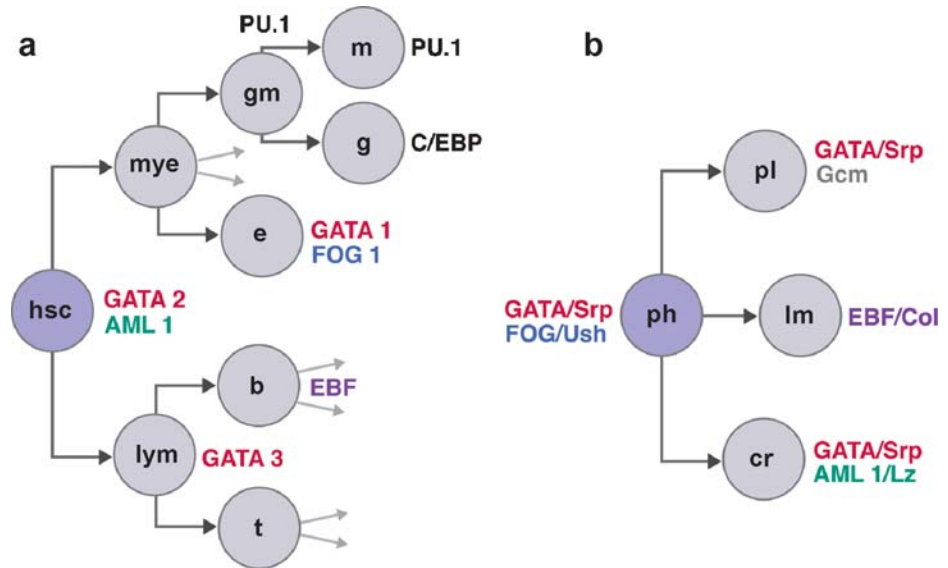 a
PU.1
m
PU.1
gm
g
C/EBP
mye
e
GATA 1
FOG 1
hsc
GATA 2
AML 1
b
EBF
lym
GATA 3
t
b
pl
GATA/Srp
Gcm
GATA/Srp
FOG/Ush
ph
lm
EBF/Col
cr
GATA/Srp
AML 1/Lz